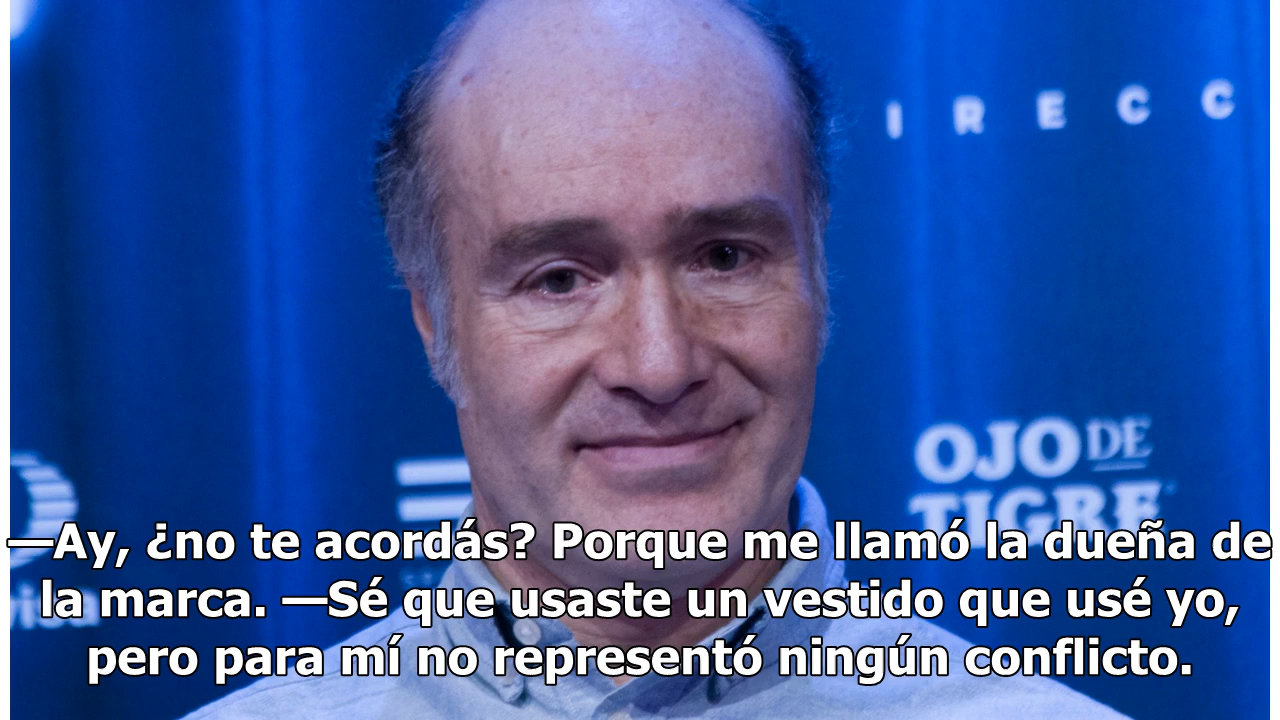 I R E C C
OJO DE
TIGRE
—Ay, ¿no te acordás? Porque me llamó la dueña de
la marca. —Sé que usaste un vestido que usé yo,
pero para mí no representó ningún conflicto.